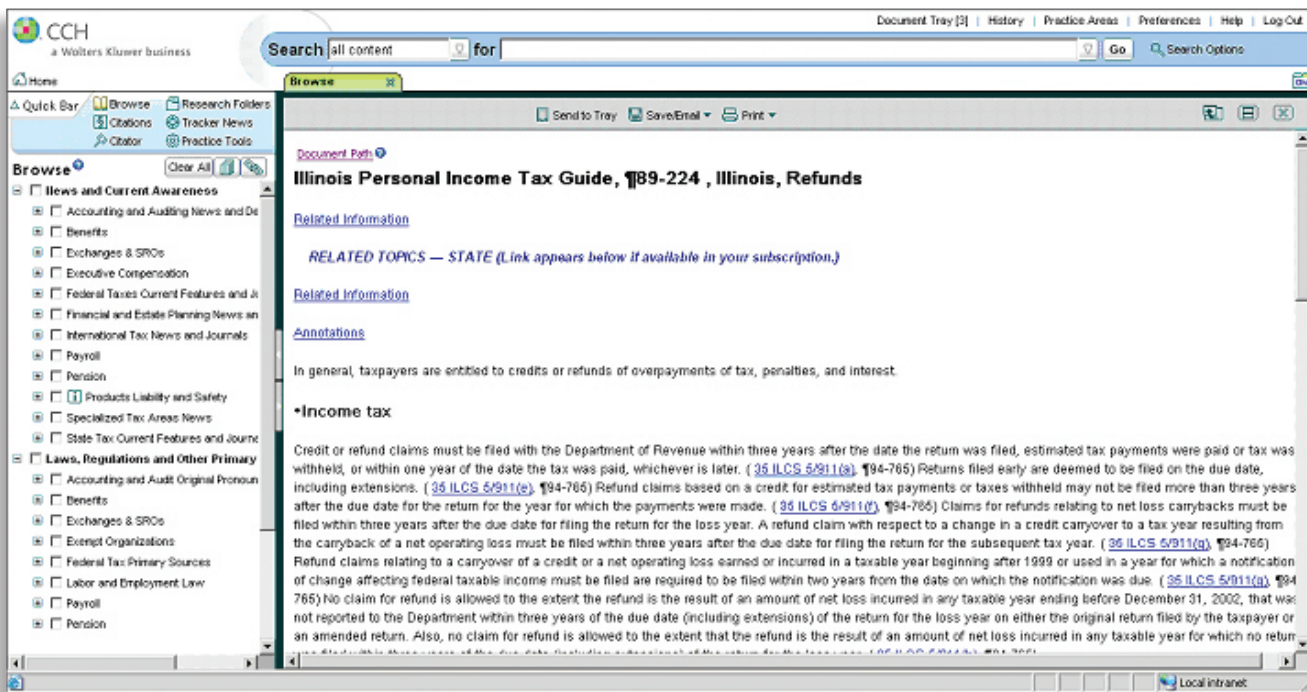 CCH
a Wolters Kluwer business
Document Tray [3] | History | Practice Areas | Preferences | Help | Log Out
Search all content for Go Search Options
Home
Browse
Quick Bar Browse Research Folders
Citations Tracker News
Citator Practice Tools
Browse Clear All
News and Current Awareness
Accounting and Auditing News and De
Benefits
Exchanges & SROs
Executive Compensation
Federal Taxes Current Features and Jo
Financial and Estate Planning News an
International Tax News and Journals
Payroll
Pension
Products Liability and Safety
Specialized Tax Areas News
State Tax Current Features and Journa
Laws, Regulations and Other Primary
Accounting and Audit Original Pronoun
Benefits
Exchanges & SROs
Exempt Organizations
Federal Tax Primary Sources
Labor and Employment Law
Payroll
Pension
Send to Tray Save/Email Print
Document Path
Illinois Personal Income Tax Guide, ¶89-224 , Illinois, Refunds
Related Information
RELATED TOPICS — STATE (Link appears below if available in your subscription.)
Related Information
Annotations
In general, taxpayers are entitled to credits or refunds of overpayments of tax, penalties, and interest.
•Income tax
Credit or refund claims must be filed with the Department of Revenue within three years after the date the return was filed, estimated tax payments were paid or tax was
withheld, or within one year of the date the tax was paid, whichever is later. ( 35 ILCS 5/911(a), ¶94-765) Returns filed early are deemed to be filed on the due date,
including extensions. ( 35 ILCS 5/911(e), ¶94-765) Refund claims based on a credit for estimated tax payments or taxes withheld may not be filed more than three years
after the due date for the return for the year for which the payments were made. ( 35 ILCS 5/911(f), ¶94-765) Claims for refunds relating to net loss carrybacks must be
filed within three years after the due date for filing the return for the loss year. A refund claim with respect to a change in a credit carryover to a tax year resulting from
the carryback of a net operating loss must be filed within three years after the due date for filing the return for the subsequent tax year. ( 35 ILCS 5/911(g), ¶94-765)
Refund claims relating to a carryover of a credit or a net operating loss earned or incurred in a taxable year beginning after 1999 or used in a year for which a notification
of change affecting federal taxable income must be filed are required to be filed within two years from the date on which the notification was due. ( 35 ILCS 5/911(g), ¶94
765) No claim for refund is allowed to the extent the refund is the result of an amount of net loss incurred in any taxable year ending before December 31, 2002, that was
not reported to the Department within three years of the due date (including extensions) of the return for the loss year on either the original return filed by the taxpayer or
an amended return. Also, no claim for refund is allowed to the extent that the refund is the result of an amount of net loss incurred in any taxable year for which no return
Local intranet